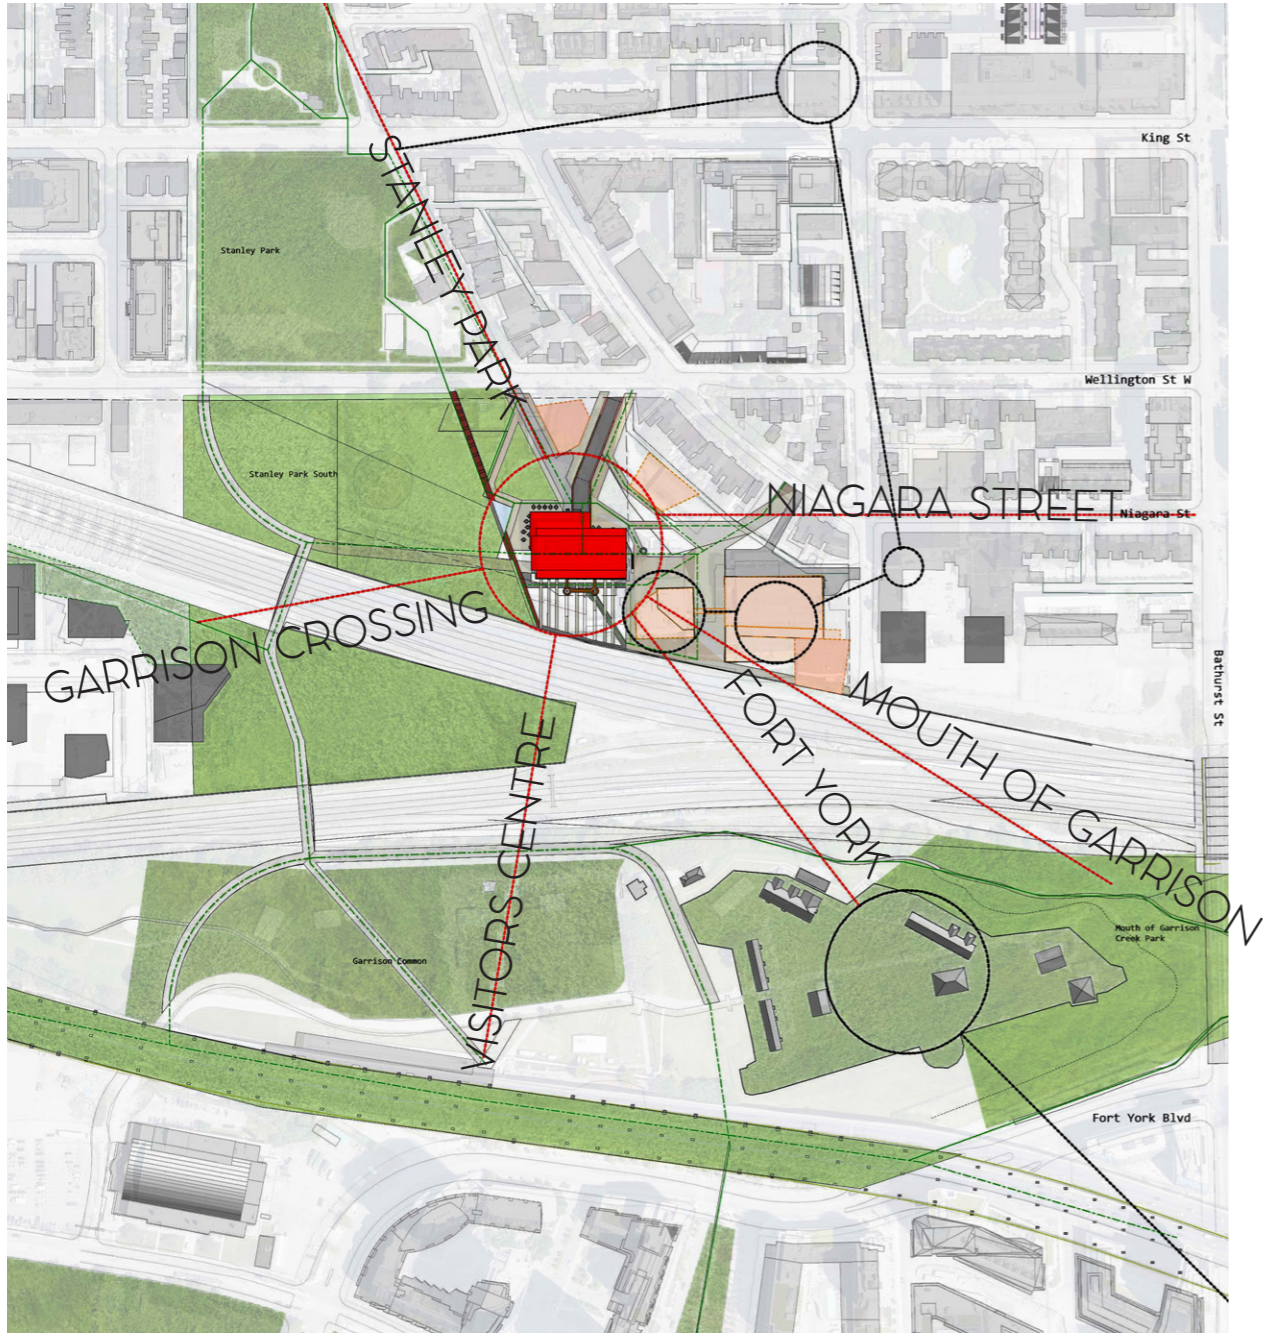 King St
STANLEY PARK
Stanley Park
Wellington St W
Stanley Park South
NIAGARA STREET
Niagara St
GARRISON CROSSING
Bathurst St
FORT YORK
MOUTH OF GARRISON
VISITORS CENTRE
Mouth of Garrison
Creek Park
Garrison Common
Fort York Blvd